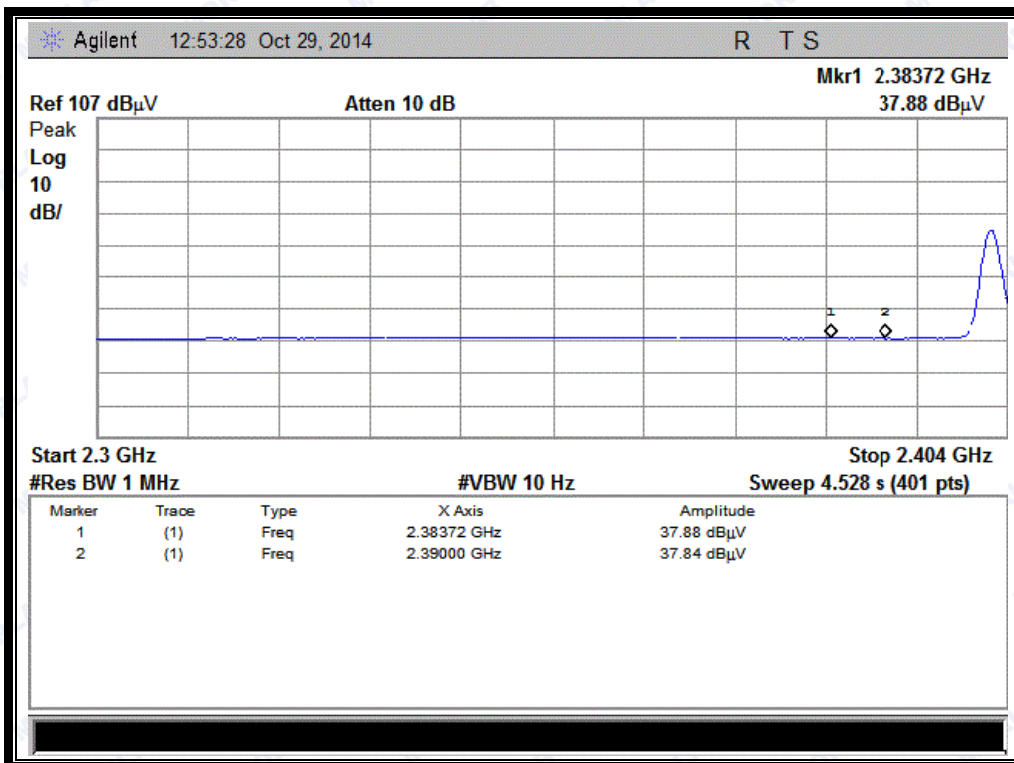 Agilent 12:53:28 Oct 29, 2014 R T S
Mkr1 2.38372 GHz
Ref 107 dBµV Atten 10 dB 37.88 dBµV
Peak
Log
10
dB/
1 2
Start 2.3 GHz Stop 2.404 GHz
#Res BW 1 MHz #VBW 10 Hz Sweep 4.528 s (401 pts)
Marker Trace Type X Axis Amplitude
1 (1) Freq 2.38372 GHz 37.88 dBµV
2 (1) Freq 2.39000 GHz 37.84 dBµV